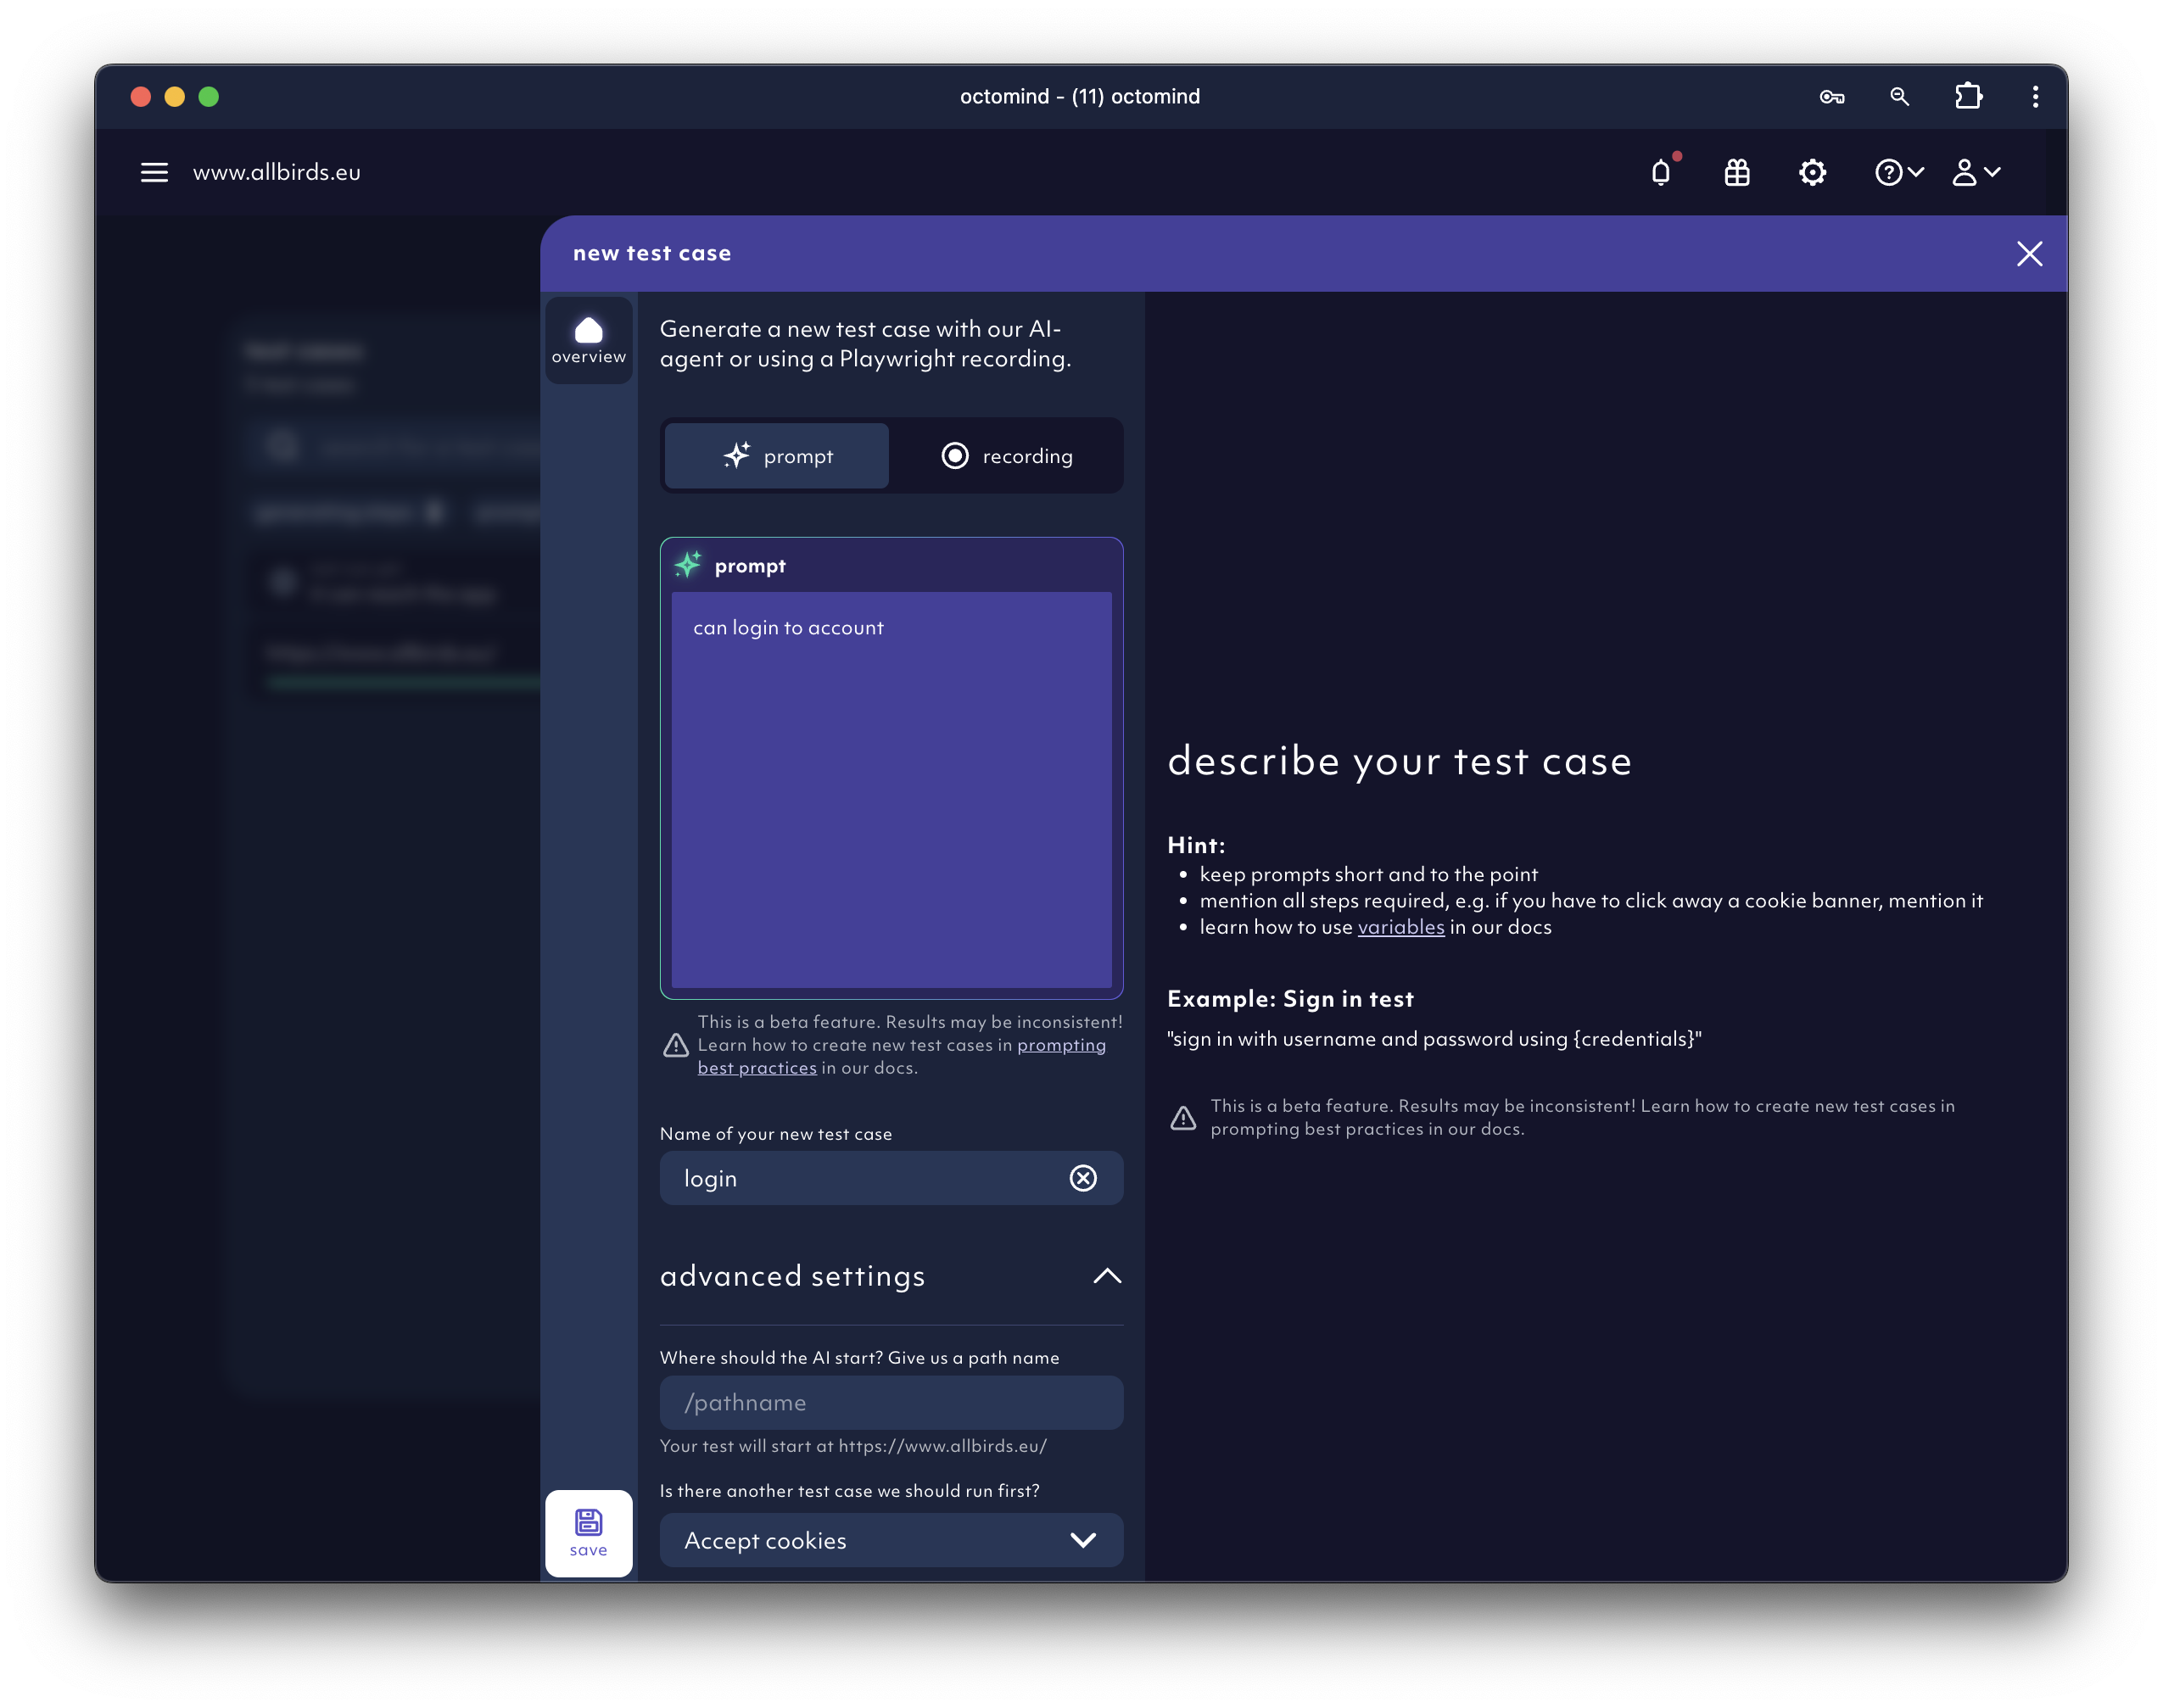 octomind - (11) octomind
www.allbirds.eu
new test case
overview
Generate a new test case with our AI-
agent or using a Playwright recording.
prompt
recording
prompt
can login to account
This is a beta feature. Results may be inconsistent!
Learn how to create new test cases in prompting
best practices in our docs.
Name of your new test case
login
advanced settings
Where should the AI start? Give us a path name
/pathname
Your test will start at https://www.allbirds.eu/
Is there another test case we should run first?
Accept cookies
save
describe your test case
Hint:
• keep prompts short and to the point
• mention all steps required, e.g. if you have to click away a cookie banner, mention it
• learn how to use variables in our docs
Example: Sign in test
"sign in with username and password using {credentials}"
This is a beta feature. Results may be inconsistent! Learn how to create new test cases in
prompting best practices in our docs.